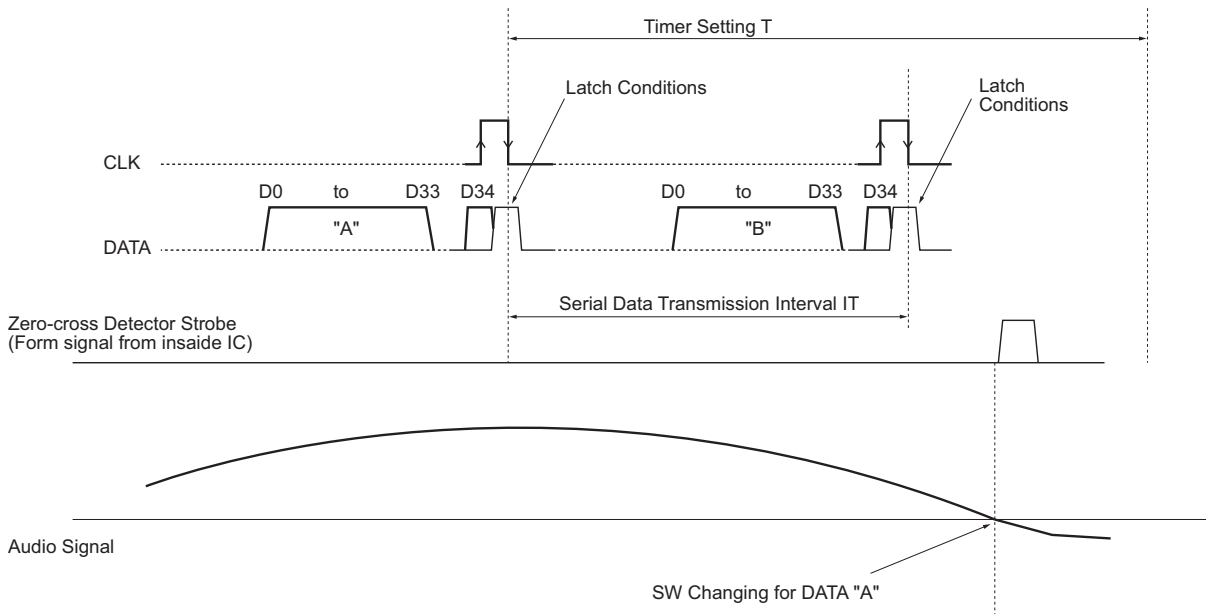 Timer Setting T
Latch Conditions
Latch
Conditions
CLK
D0 to D33 D34 D0 to D33 D34
"A" "B"
DATA
Serial Data Transmission Interval IT
Zero-cross Detector Strobe
(Form signal from insaide IC)
Audio Signal
SW Changing for DATA "A"